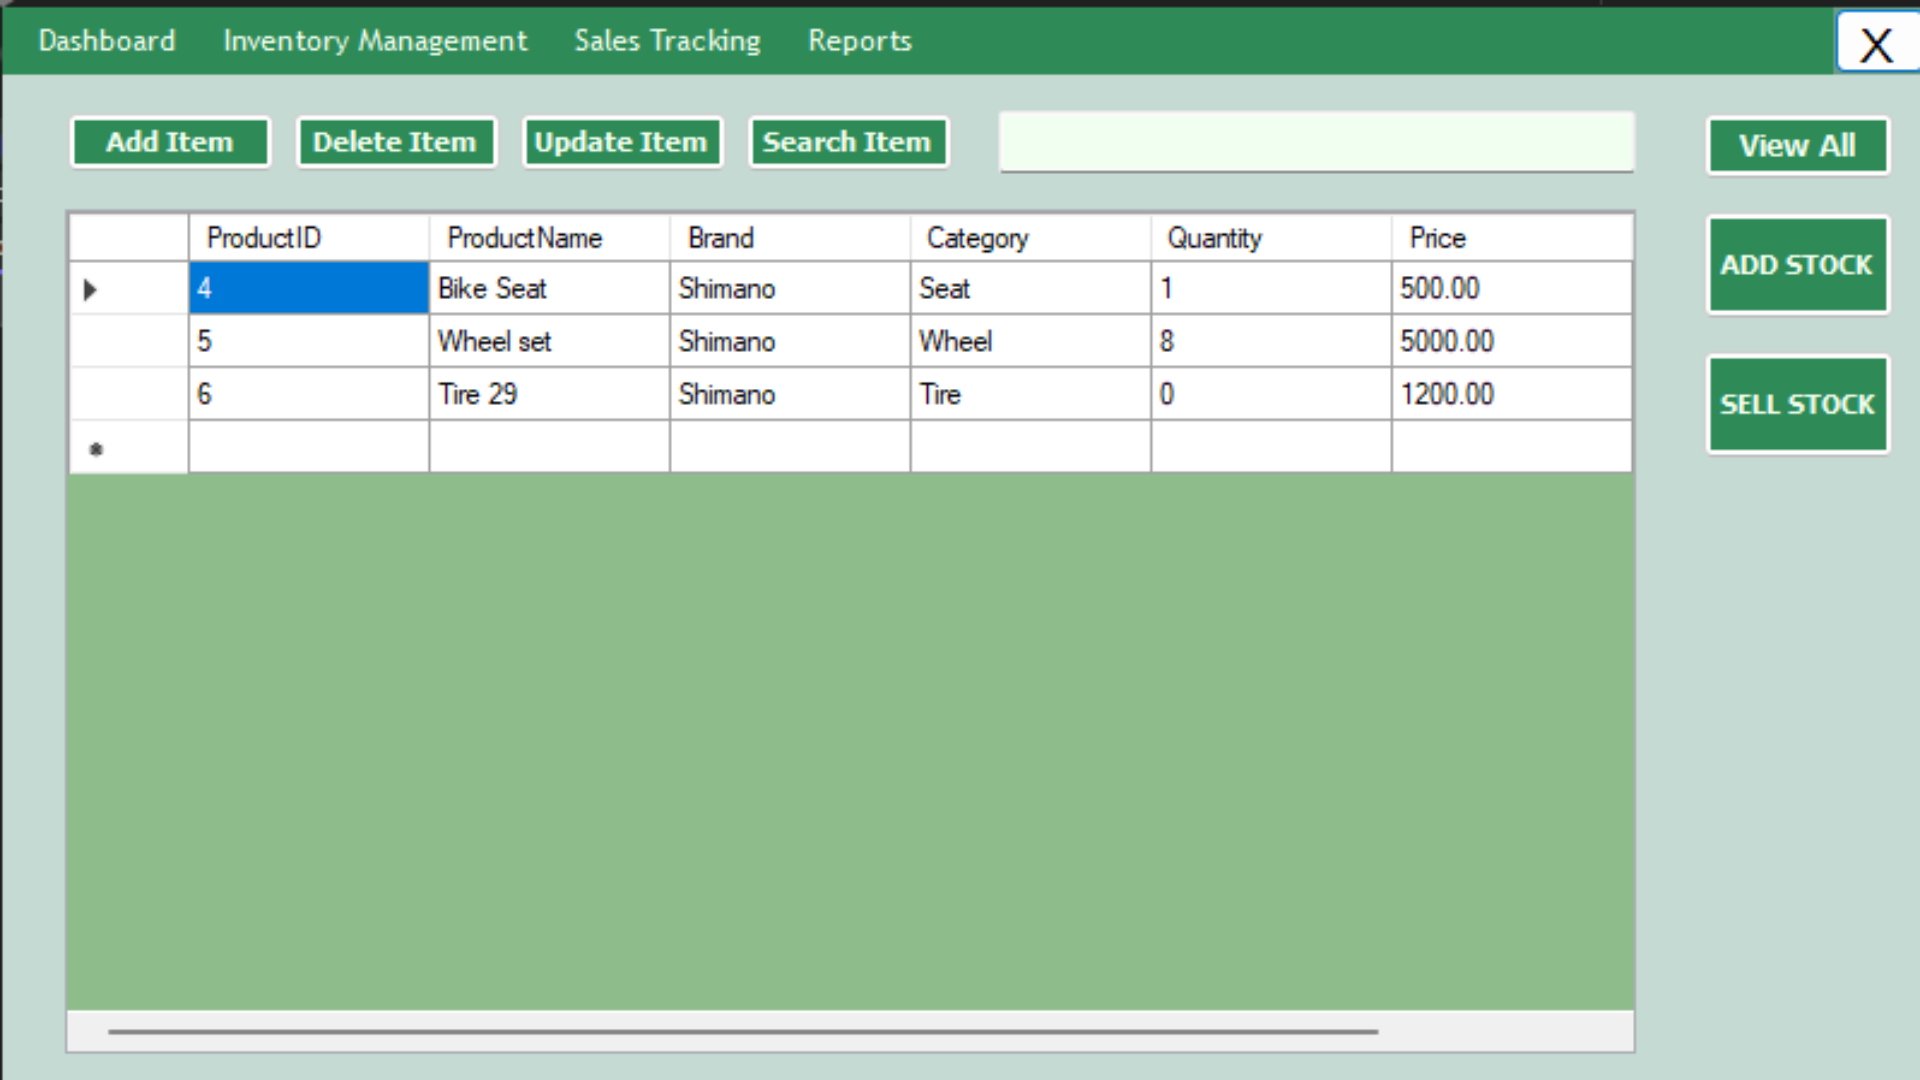 Dashboard Inventory Management Sales Tracking Reports X
Add Item Delete Item Update Item Search Item View All
ProductID ProductName Brand Category Quantity Price
4 Bike Seat Shimano Seat 1 500.00
5 Wheel set Shimano Wheel 8 5000.00
6 Tire 29 Shimano Tire 0 1200.00
ADD STOCK
SELL STOCK